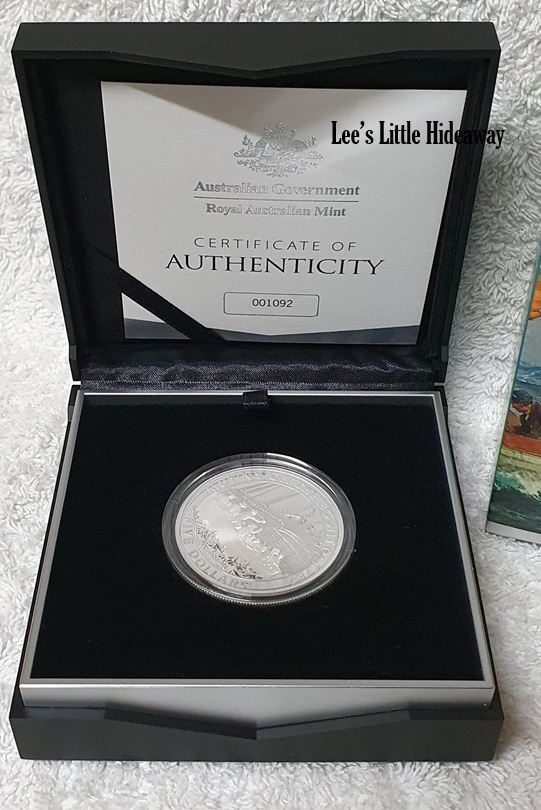 Lee's Little Hideaway
Australian Government
Royal Australian Mint
CERTIFICATE OF
AUTHENTICITY
001092
FIVE DOLLARS